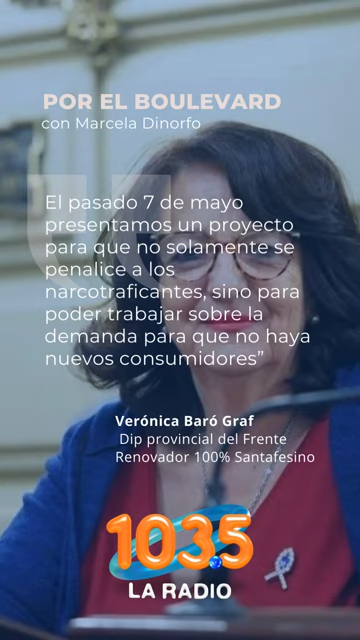 POR EL BOULEVARD
con Marcela Dinorfo
El pasado 7 de mayo
presentamos un proyecto
para que no solamente se
penalice a los
narcotraficantes, sino para
poder trabajar sobre la
demanda para que no haya
nuevos consumidores”
Verónica Baró Graf
Dip provincial del Frente
Renovador 100% Santafesino
103.5
LA RADIO